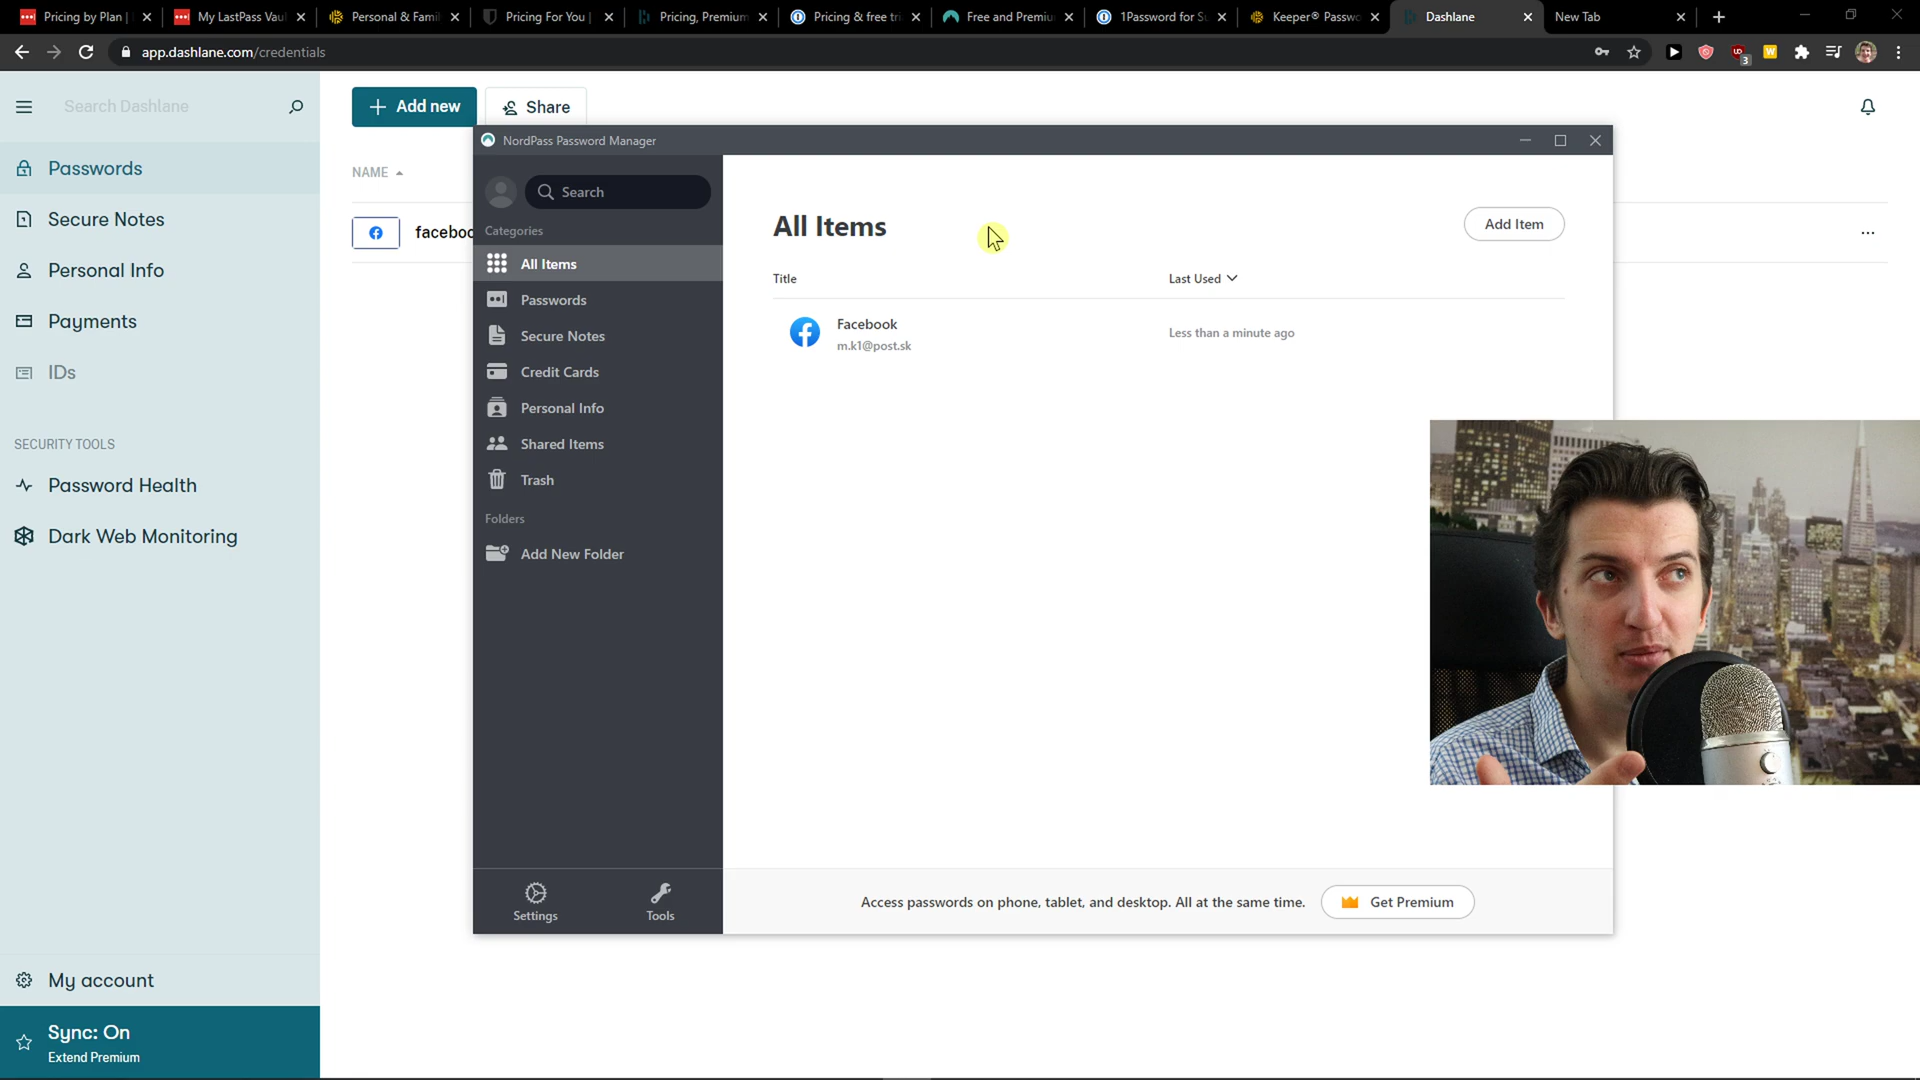 Pricing by Plan |
My LastPass Vau
Personal & Famil
Pricing For You |
Pricing, Premium
Pricing & free tri
Free and Premiu
1Password for S
Keeper® Passwo
Dashlane
New Tab
app.dashlane.com/credentials
3
Search Dashlane
Add new
Share
Passwords
Secure Notes
Personal Info
Payments
IDs
SECURITY TOOLS
Password Health
Dark Web Monitoring
My account
Sync: On
Extend Premium
NAME
faceboo
NordPass Password Manager
Search
Categories
All Items
Passwords
Secure Notes
Credit Cards
Personal Info
Shared Items
Trash
Folders
Add New Folder
Settings
Tools
All Items
Add Item
Title
Last Used
Facebook
m.k1@post.sk
Less than a minute ago
Access passwords on phone, tablet, and desktop. All at the same time.
Get Premium